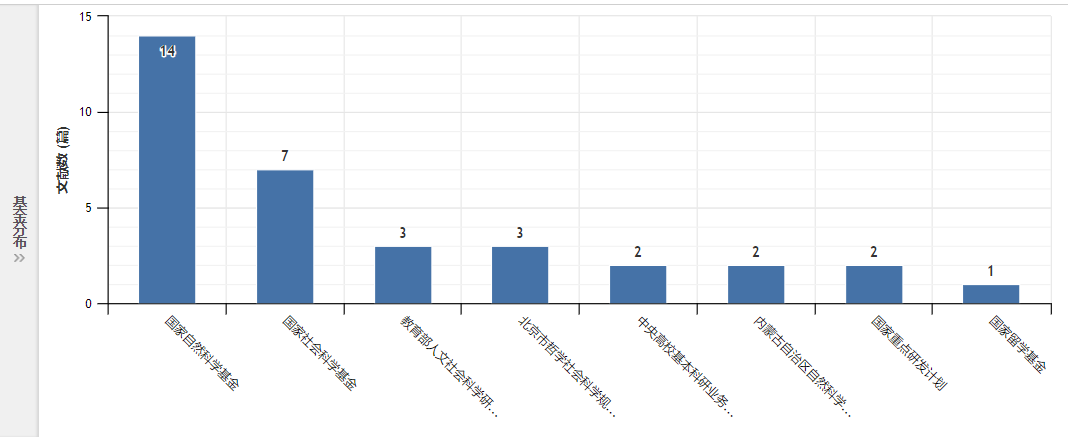 基金分布
»
文献数 (篇)
15
10
5
0
14
7
3
3
2
2
2
1
国家自然科学基金
国家社会科学基金
教育部人文社会科学研...
北京市哲学社会科学规...
中央高校基本科研业务...
内蒙古自治区自然科学...
国家重点研发计划
国家留学基金